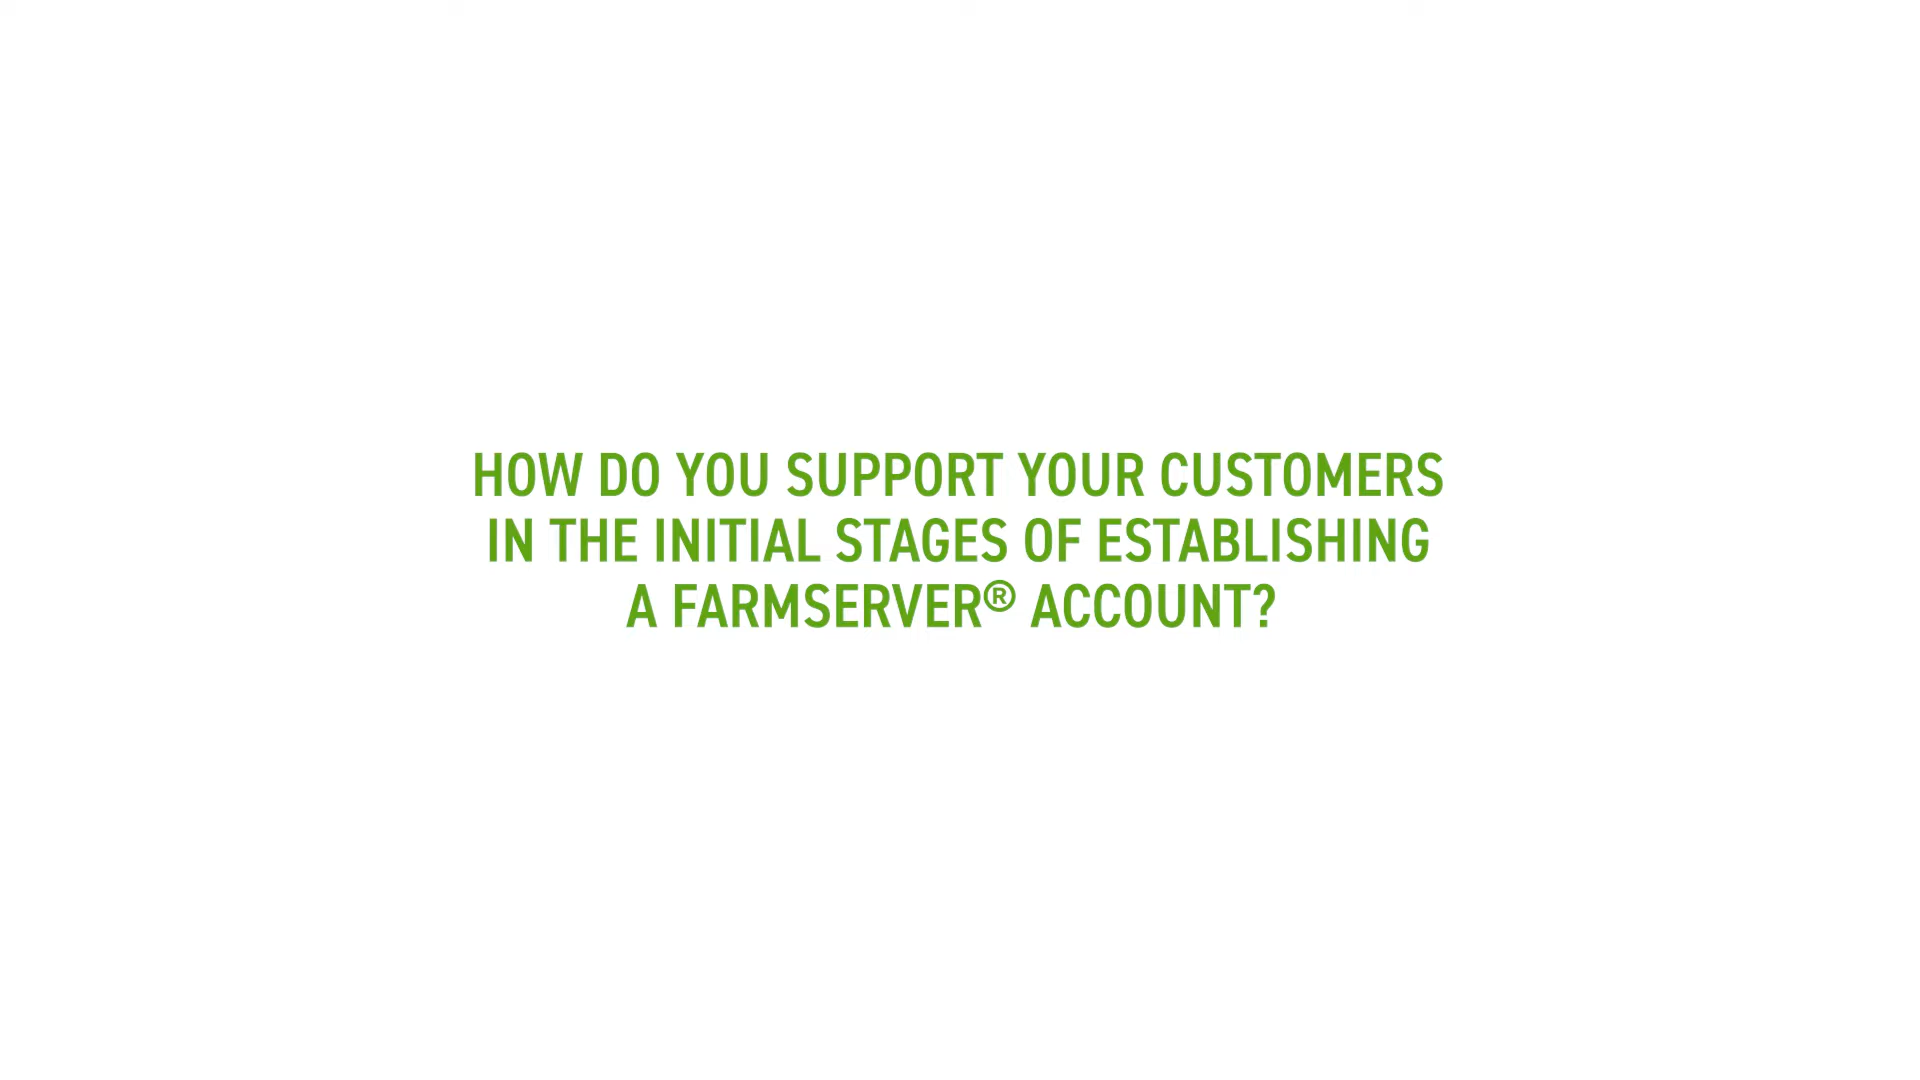 HOW DO YOU SUPPORT YOUR CUSTOMERS
IN THE INITIAL STAGES OF ESTABLISHING
A FARMSERVER® ACCOUNT?